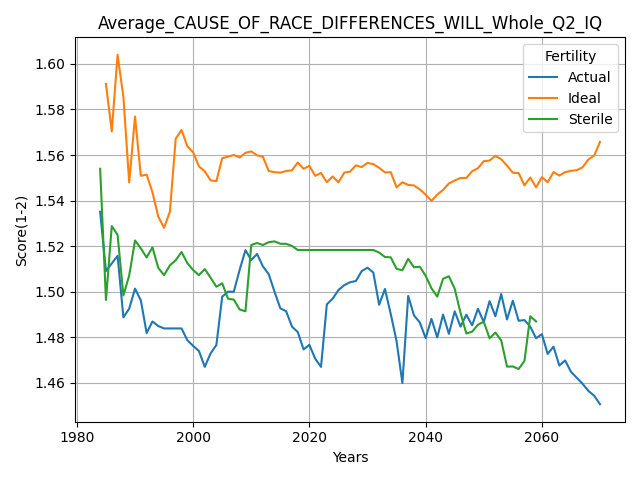 Average_CAUSE_OF_RACE_DIFFERENCES_WILL_Whole_Q2_IQ
Fertility
Actual
Ideal
Sterile
Score(1-2)
1.60
1.58
1.56
1.54
1.52
1.50
1.48
1.46
1980
2000
2020
2040
2060
Years